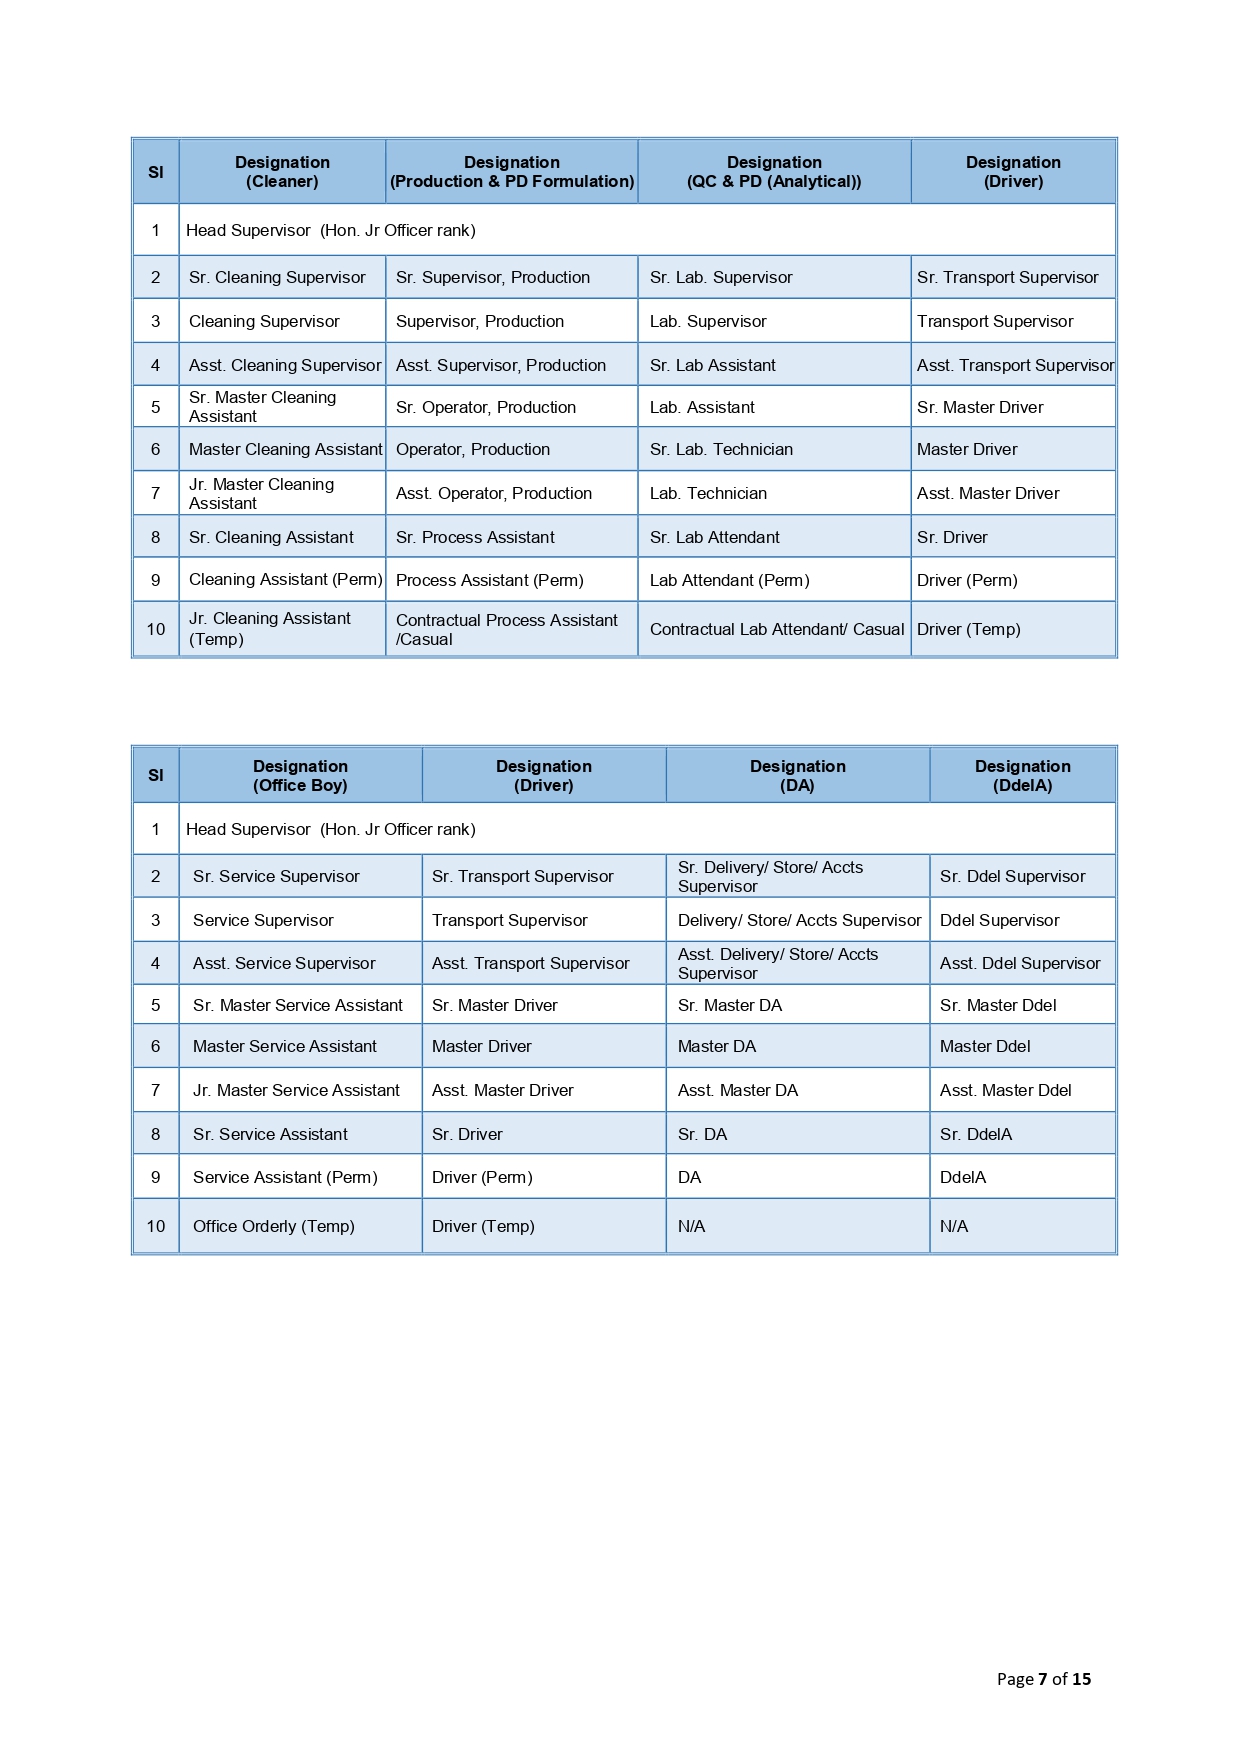 Sl Designation (Cleaner) Designation (Production & PD Formulation) Designation (QC & PD (Analytical)) Designation (Driver)
1 Head Supervisor (Hon. Jr Officer rank)
2 Sr. Cleaning Supervisor Sr. Supervisor, Production Sr. Lab. Supervisor Sr. Transport Supervisor
3 Cleaning Supervisor Supervisor, Production Lab. Supervisor Transport Supervisor
4 Asst. Cleaning Supervisor Asst. Supervisor, Production Sr. Lab Assistant Asst. Transport Supervisor
5 Sr. Master Cleaning Assistant Sr. Operator, Production Lab. Assistant Sr. Master Driver
6 Master Cleaning Assistant Operator, Production Sr. Lab. Technician Master Driver
7 Jr. Master Cleaning Assistant Asst. Operator, Production Lab. Technician Asst. Master Driver
8 Sr. Cleaning Assistant Sr. Process Assistant Sr. Lab Attendant Sr. Driver
9 Cleaning Assistant (Perm) Process Assistant (Perm) Lab Attendant (Perm) Driver (Perm)
10 Jr. Cleaning Assistant (Temp) Contractual Process Assistant /Casual Contractual Lab Attendant/ Casual Driver (Temp)
Sl Designation (Office Boy) Designation (Driver) Designation (DA) Designation (DdelA)
1 Head Supervisor (Hon. Jr Officer rank)
2 Sr. Service Supervisor Sr. Transport Supervisor Sr. Delivery/ Store/ Accts Supervisor Sr. Ddel Supervisor
3 Service Supervisor Transport Supervisor Delivery/ Store/ Accts Supervisor Ddel Supervisor
4 Asst. Service Supervisor Asst. Transport Supervisor Asst. Delivery/ Store/ Accts Supervisor Asst. Ddel Supervisor
5 Sr. Master Service Assistant Sr. Master Driver Sr. Master DA Sr. Master Ddel
6 Master Service Assistant Master Driver Master DA Master Ddel
7 Jr. Master Service Assistant Asst. Master Driver Asst. Master DA Asst. Master Ddel
8 Sr. Service Assistant Sr. Driver Sr. DA Sr. DdelA
9 Service Assistant (Perm) Driver (Perm) DA DdelA
10 Office Orderly (Temp) Driver (Temp) N/A N/A
Page 7 of 15